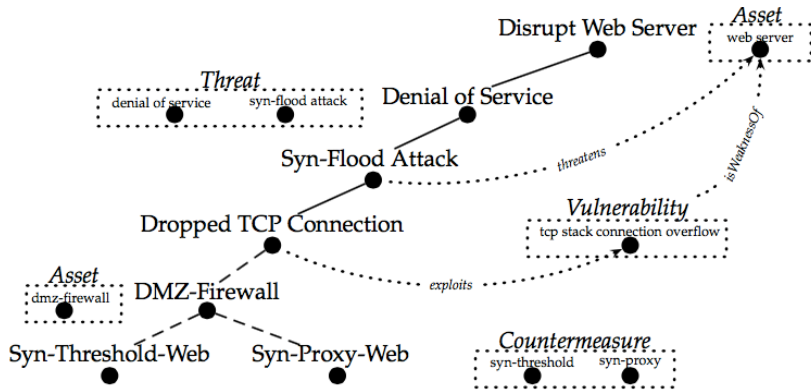 Disrupt Web Server
Asset
web server
Threat
denial of service
syn-flood attack
Denial of Service
Syn-Flood Attack
threatens
isWeaknessOf
Dropped TCP Connection
Vulnerability
tcp stack connection overflow
Asset
dmz-firewall
DMZ-Firewall
exploits
Syn-Threshold-Web
Syn-Proxy-Web
Countermeasure
syn-threshold
syn-proxy